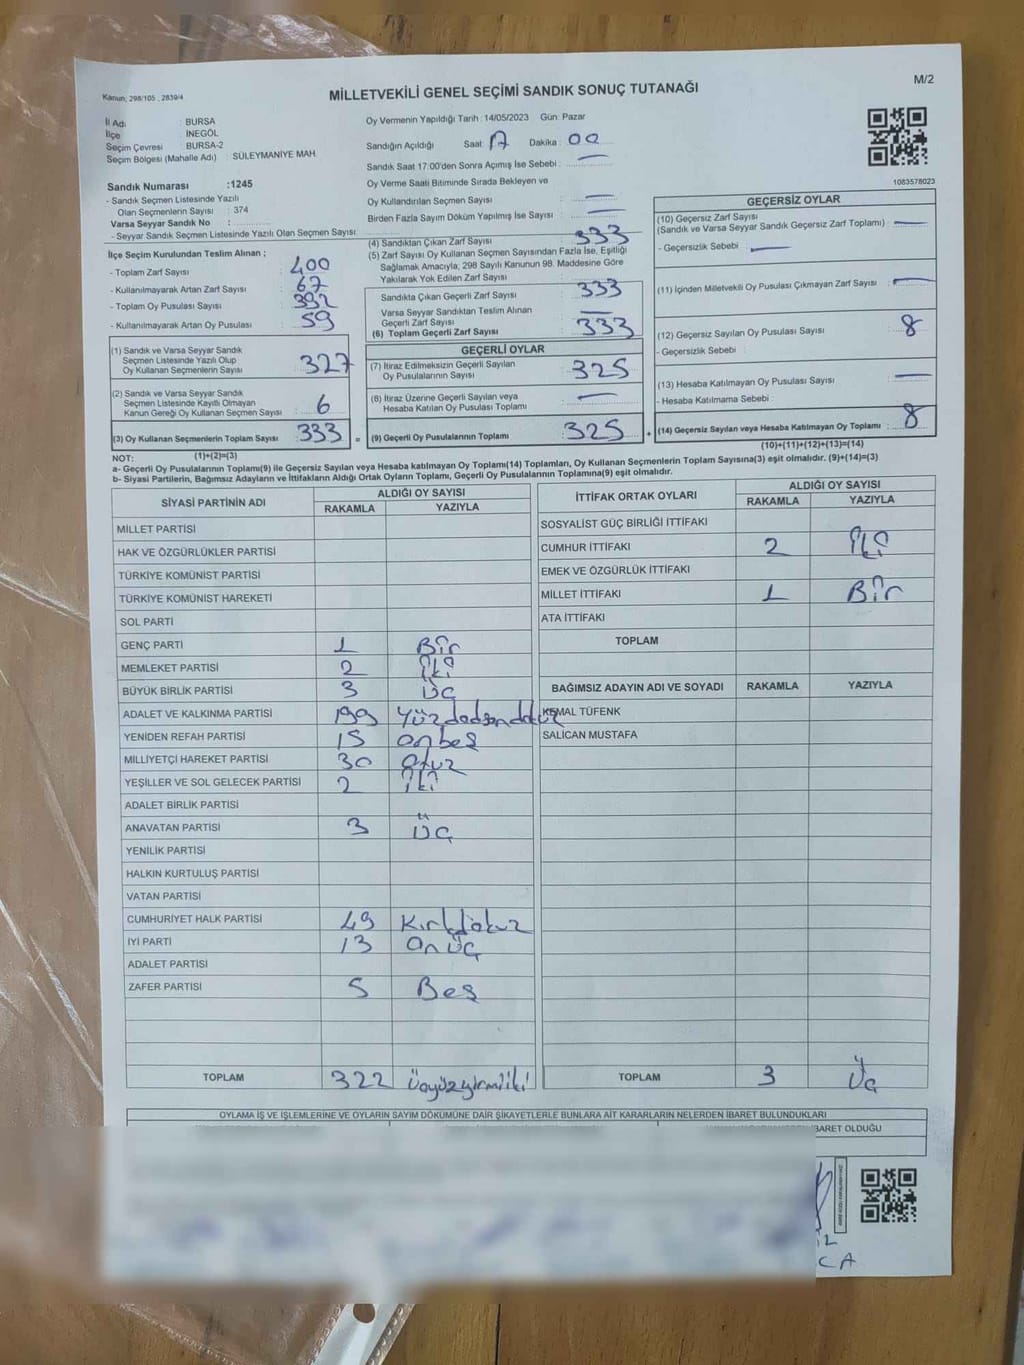 M/2
Kanun; 298/105 , 2839/4
MİLLETVEKİLİ GENEL SEÇİMİ SANDIK SONUÇ TUTANAĞI
İl Adı : BURSA
İlçe : İNEGÖL
Seçim Çevresi : BURSA-2
Seçim Bölgesi (Mahalle Adı) : SÜLEYMANİYE MAH.
Sandık Numarası :1245
- Sandık Seçmen Listesinde Yazılı
Olan Seçmenlerin Sayısı : 374
Varsa Seyyar Sandık No :
- Seyyar Sandık Seçmen Listesinde Yazılı Olan Seçmen Sayısı:
Oy Vermenin Yapıldığı Tarih : 14/05/2023 Gün: Pazar
Sandığın Açıldığı Saat: 17 Dakika : 00
Sandık Saat 17:00'den Sonra Açımış İse Sebebi : —
Oy Verme Saati Bitiminde Sırada Bekleyen ve
Oy Kullandırılan Seçmen Sayısı : —
Birden Fazla Sayım Döküm Yapılmış İse Sayısı : —
1083578023
İlçe Seçim Kurulundan Teslim Alınan ;
- Toplam Zarf Sayısı : 400
- Kullanılmayarak Artan Zarf Sayısı : 67
- Toplam Oy Pusulası Sayısı : 392
- Kullanılmayarak Artan Oy Pusulası : 59
(1) Sandık ve Varsa Seyyar Sandık
Seçmen Listesinde Yazılı Olup
Oy Kullanan Seçmenlerin Sayısı : 327
(2) Sandık ve Varsa Seyyar Sandık
Seçmen Listesinde Kayıtlı Olmayan
Kanun Gereği Oy Kullanan Seçmen Sayısı : 6
(3) Oy Kullanan Seçmenlerin Toplam Sayısı : 333 =
(1)+(2)=(3)
(4) Sandıktan Çıkan Zarf Sayısı : 333
(5) Zarf Sayısı Oy Kullanan Seçmen Sayısından Fazla İse, Eşitliği
Sağlamak Amacıyla; 298 Sayılı Kanunun 98. Maddesine Göre
Yakılarak Yok Edilen Zarf Sayısı :
Sandıkta Çıkan Geçerli Zarf Sayısı : 333
Varsa Seyyar Sandıktan Teslim Alınan
Geçerli Zarf Sayısı : —
(6) Toplam Geçerli Zarf Sayısı : 333
GEÇERLİ OYLAR
(7) İtiraz Edilmeksizin Geçerli Sayılan
Oy Pusulalarının Sayısı : 325
(8) İtiraz Üzerine Geçerli Sayılan veya
Hesaba Katılan Oy Pusulası Toplamı : —
(9) Geçerli Oy Pusulalarının Toplamı : 325 +
GEÇERSİZ OYLAR
(10) Geçersiz Zarf Sayısı
(Sandık ve Varsa Seyyar Sandık Geçersiz Zarf Toplamı) : —
- Geçersizlik Sebebi : —
(11) İçinden Milletvekili Oy Pusulası Çıkmayan Zarf Sayısı : —
(12) Geçersiz Sayılan Oy Pusulası Sayısı : 8
- Geçersizlik Sebebi :
(13) Hesaba Katılmayan Oy Pusulası Sayısı : —
- Hesaba Katılmama Sebebi :
(14) Geçersiz Sayılan veya Hesaba Katılmayan Oy Toplamı : 8
(10)+(11)+(12)+(13)=(14)
NOT:
a- Geçerli Oy Pusulalarının Toplamı(9) ile Geçersiz Sayılan veya Hesaba katılmayan Oy Toplamı(14) Toplamları, Oy Kullanan Seçmenlerin Toplam Sayısına(3) eşit olmalıdır. (9)+(14)=(3)
b- Siyasi Partilerin, Bağımsız Adayların ve İttifakların Aldığı Ortak Oyların Toplamı, Geçerli Oy Pusulalarının Toplamına(9) eşit olmalıdır.
SİYASİ PARTİNİN ADI ALDIĞI OY SAYISI
RAKAMLA YAZIYLA
MİLLET PARTİSİ
HAK VE ÖZGÜRLÜKLER PARTİSİ
TÜRKİYE KOMÜNİST PARTİSİ
TÜRKİYE KOMÜNİST HAREKETİ
SOL PARTİ
GENÇ PARTİ 1 Bir
MEMLEKET PARTİSİ 2 İki
BÜYÜK BİRLİK PARTİSİ 3 Üç
ADALET VE KALKINMA PARTİSİ 199
YENİDEN REFAH PARTİSİ 15 onbeş
MİLLİYETÇİ HAREKET PARTİSİ 30 otuz
YEŞİLLER VE SOL GELECEK PARTİSİ 2 İki
ADALET BİRLİK PARTİSİ
ANAVATAN PARTİSİ 3 Üç
YENİLİK PARTİSİ
HALKIN KURTULUŞ PARTİSİ
VATAN PARTİSİ
CUMHURİYET HALK PARTİSİ 49 Kırkdokuz
İYİ PARTİ 13 on üç
ADALET PARTİSİ
ZAFER PARTİSİ 5 Beş
TOPLAM 322 Üçyüzyirmiiki
İTTİFAK ORTAK OYLARI ALDIĞI OY SAYISI
RAKAMLA YAZIYLA
SOSYALİST GÜÇ BİRLİĞİ İTTİFAKI
CUMHUR İTTİFAKI 2 İki
EMEK VE ÖZGÜRLÜK İTTİFAKI
MİLLET İTTİFAKI 1 Bir
ATA İTTİFAKI
TOPLAM
BAĞIMSIZ ADAYIN ADI VE SOYADI RAKAMLA YAZIYLA
KEMAL TÜFENK
SALİCAN MUSTAFA
TOPLAM 3 Üç
OYLAMA İŞ VE İŞLEMLERİNE VE OYLARIN SAYIM DÖKÜMÜNE DAİR ŞİKAYETLERLE BUNLARA AİT KARARLARIN NELERDEN İBARET BULUNDUKLARI
İBARET OLDUĞU